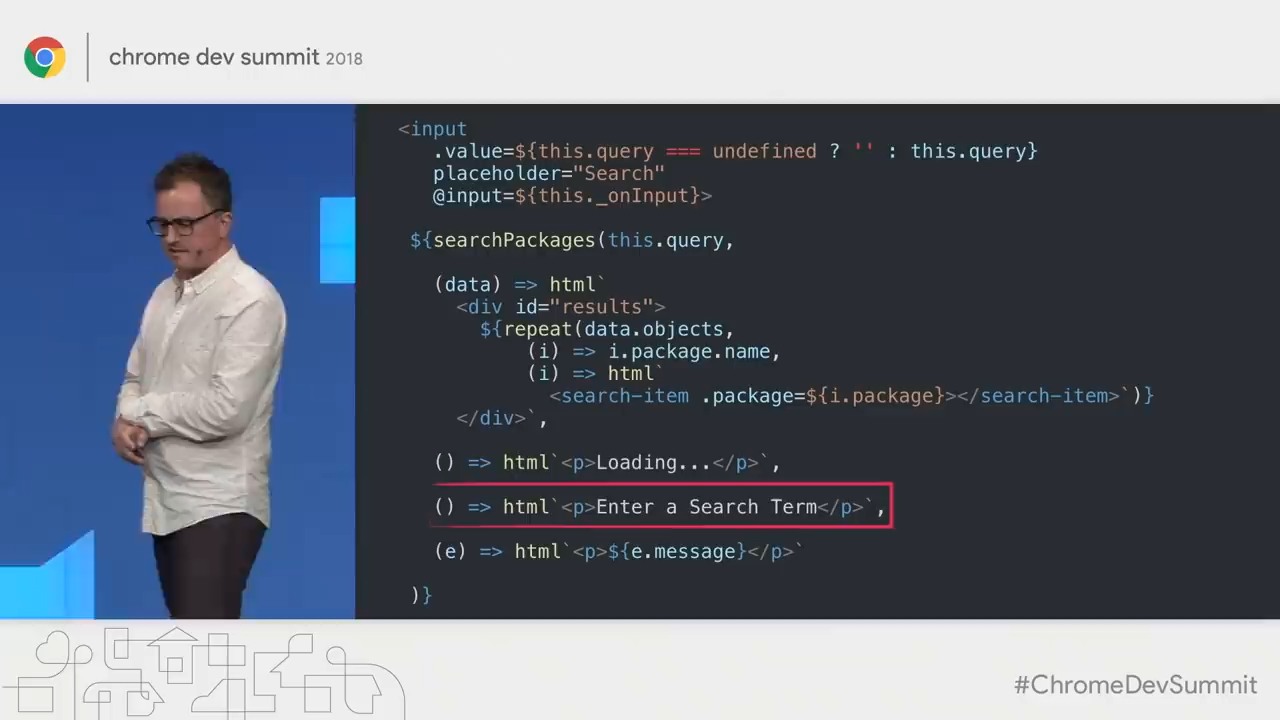 chrome dev summit 2018
<input
.value=${this.query === undefined ? '' : this.query}
placeholder="Search"
@input=${this._onInput}>
${searchPackages(this.query,
(data) => html`
<div id="results">
${repeat(data.objects,
(i) => i.package.name,
(i) => html`
<search-item .package=${i.package}></search-item>`)}
</div>`,
() => html`<p>Loading...</p>`,
() => html`<p>Enter a Search Term</p>`,
(e) => html`<p>${e.message}</p>`
)}
#ChromeDevSummit